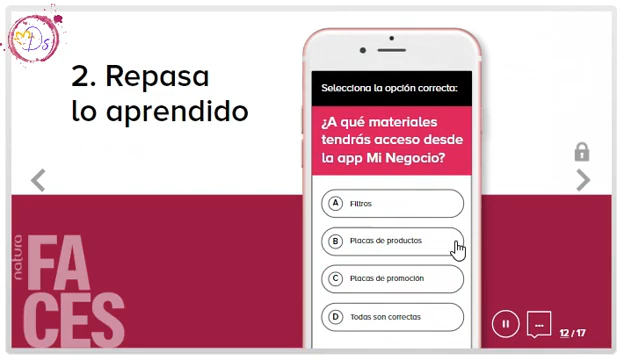 Ds
2. Repasa
lo aprendido
Selecciona la opción correcta:
¿A qué materiales
tendrás acceso desde
la app Mi Negocio?
A Filtros
B Placas de productos
C Placas de promoción
D Todas son correctas
natura
FA
CES
12 / 17